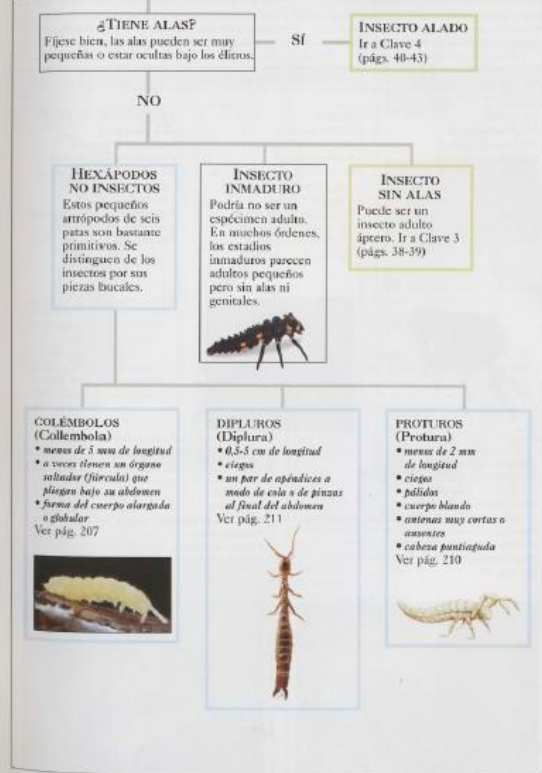 ¿TIENE ALAS?
Fíjese bien, las alas pueden ser muy
pequeñas o estar ocultas bajo los élitros.
SÍ
INSECTO ALADO
Ir a Clave 4
(págs. 40-43)
NO
HEXÁPODOS
NO INSECTOS
Estos pequeños
artrópodos de seis
patas son bastante
primitivos. Se
distinguen de los
insectos por sus
piezas bucales.
INSECTO
INMADURO
Podría no ser un
espécimen adulto.
En muchos órdenes,
los estadios
inmaduros parecen
adultos pequeños
pero sin alas ni
genitales.
INSECTO
SIN ALAS
Puede ser un
insecto adulto
áptero. Ir a Clave 3
(págs. 38-39)
COLÉMBOLOS
(Collembola)
• menos de 5 mm de longitud
• a veces tienen un órgano
saltador (fúrcula) que
pliegan bajo su abdomen
• forma del cuerpo alargada
o globular
Ver pág. 207
DIPLUROS
(Diplura)
• 0,5-5 cm de longitud
• ciegos
• un par de apéndices a
modo de cola o de pinzas
al final del abdomen
Ver pág. 211
PROTUROS
(Protura)
• menos de 2 mm
de longitud
• ciegos
• pálidos
• cuerpo blando
• antenas muy cortas o
ausentes
• cabeza puntiaguda
Ver pág. 210